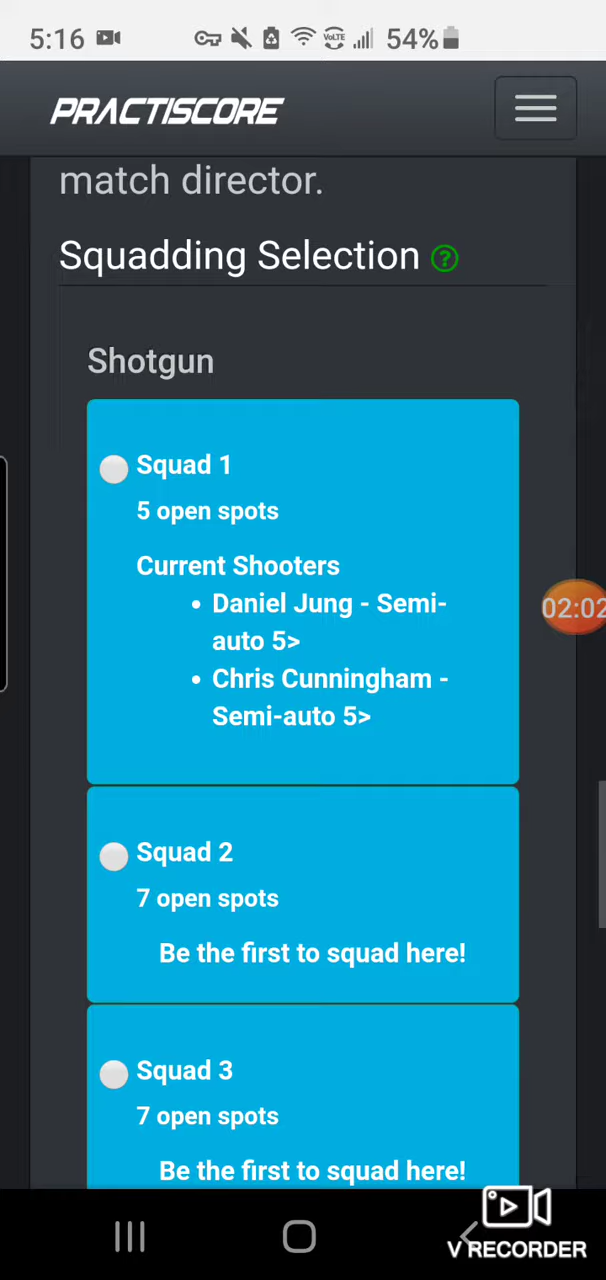 5:16 VoLTE 54%
PRACTISCORE
match director.
Squadding Selection ?
Shotgun
Squad 1
5 open spots
Current Shooters
• Daniel Jung - Semi-
auto 5>
• Chris Cunningham -
Semi-auto 5>
02:02
Squad 2
7 open spots
Be the first to squad here!
Squad 3
7 open spots
Be the first to squad here!
V RECORDER